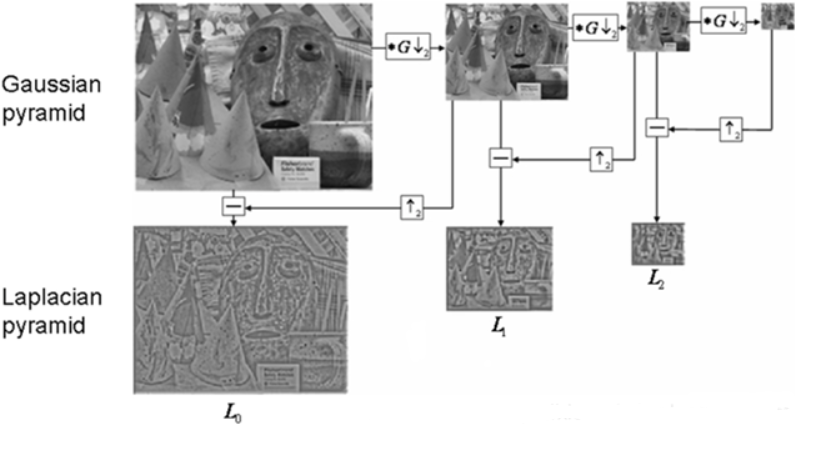 Gaussian
pyramid
*G↓2
*G↓2
*G↓2
↑2
↑2
↑2
Laplacian
pyramid
L2
L1
L0